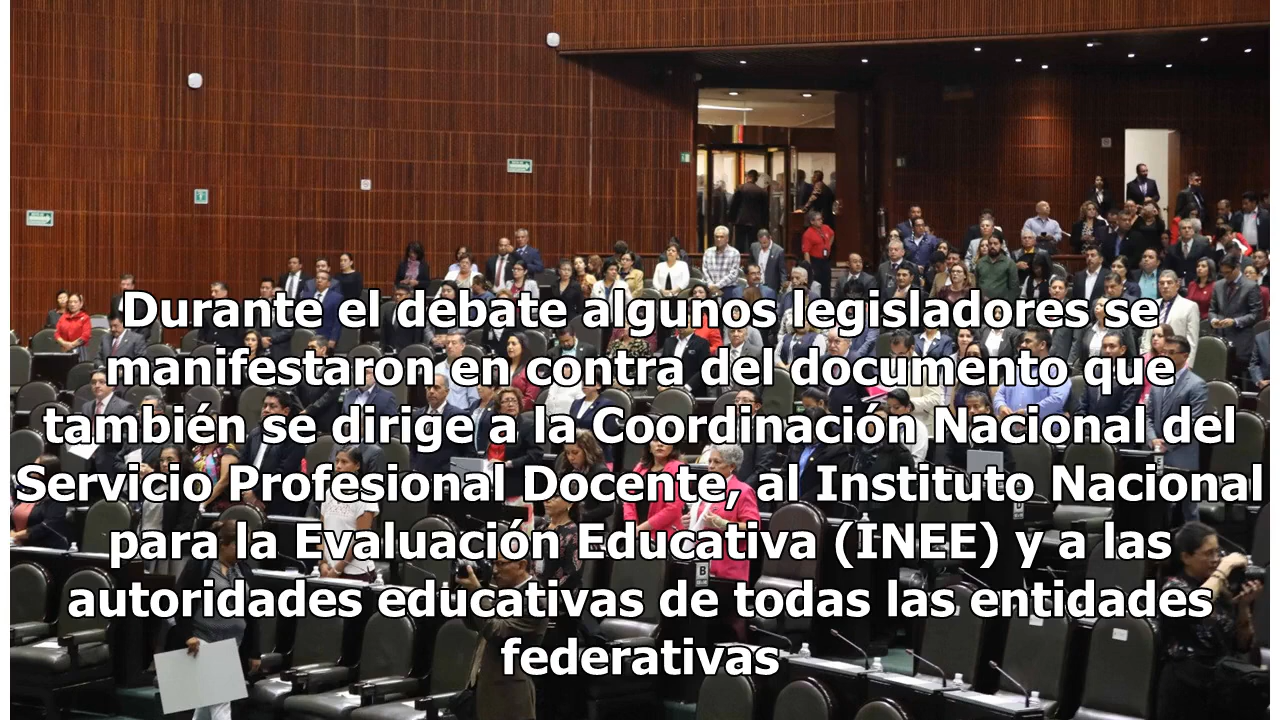 Durante el debate algunos legisladores se
manifestaron en contra del documento que
también se dirige a la Coordinación Nacional del
Servicio Profesional Docente, al Instituto Nacional
para la Evaluación Educativa (INEE) y a las
autoridades educativas de todas las entidades
federativas
B